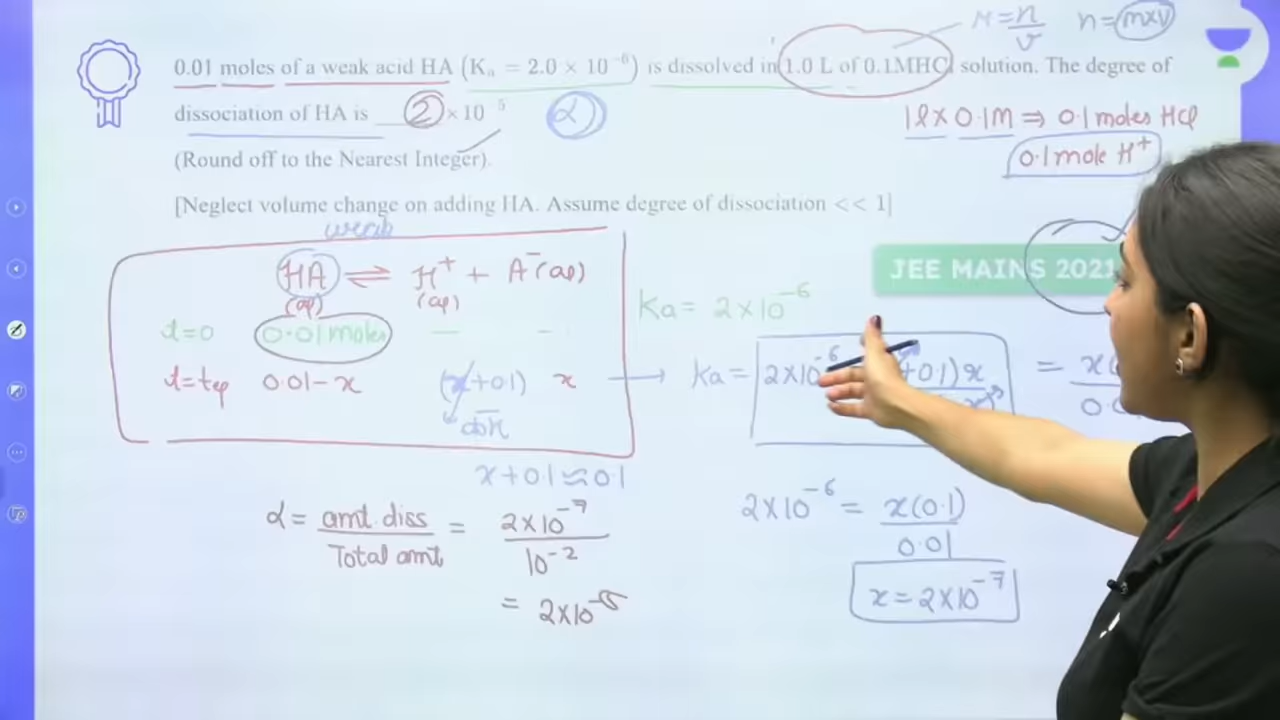 M = n/v n = m×v
0.01 moles of a weak acid HA (Kₐ = 2.0 × 10⁻⁶) is dissolved in 1.0 L of 0.1MHCl solution. The degree of
dissociation of HA is ____ 2 × 10⁻⁵ α
1l × 0.1M ⇒ 0.1 moles HCl
(Round off to the Nearest Integer).
0.1 mole H⁺
[Neglect volume change on adding HA. Assume degree of dissociation << 1]
weak
JEE MAINS 2021
HA ⇌ H⁺ + A⁻(aq)
(aq) (aq)
Ka = 2×10⁻⁶
t=0 0.01 moles — —
t=teq 0.01-x (x+0.1) x → Ka = 2×10⁻⁶ +0.1)x = x(
x+0.1≈0.1
α = amt. diss / Total amt = 2×10⁻⁷ / 10⁻²
2×10⁻⁶ = x(0.1) / 0.01
= 2×10⁻⁵
x = 2×10⁻⁷